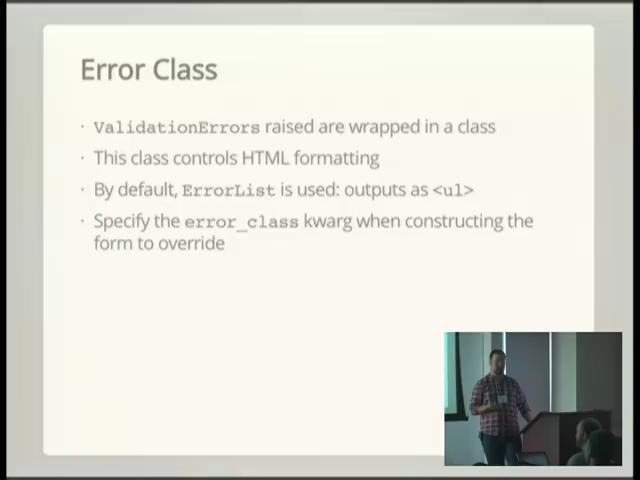 Error Class
· ValidationErrors raised are wrapped in a class
· This class controls HTML formatting
· By default, ErrorList is used: outputs as <ul>
· Specify the error_class kwarg when constructing the
form to override